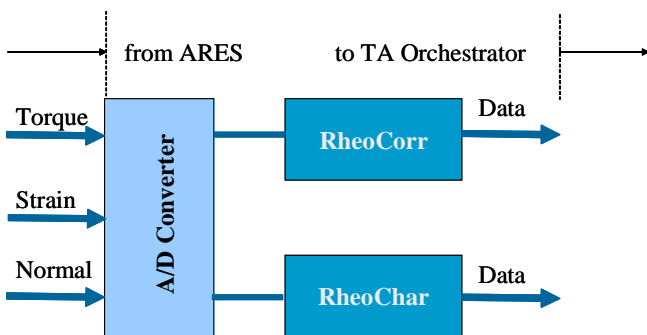 from ARES
to TA Orchestrator
Torque
Strain
Normal
A/D Converter
RheoCorr
Data
RheoChar
Data